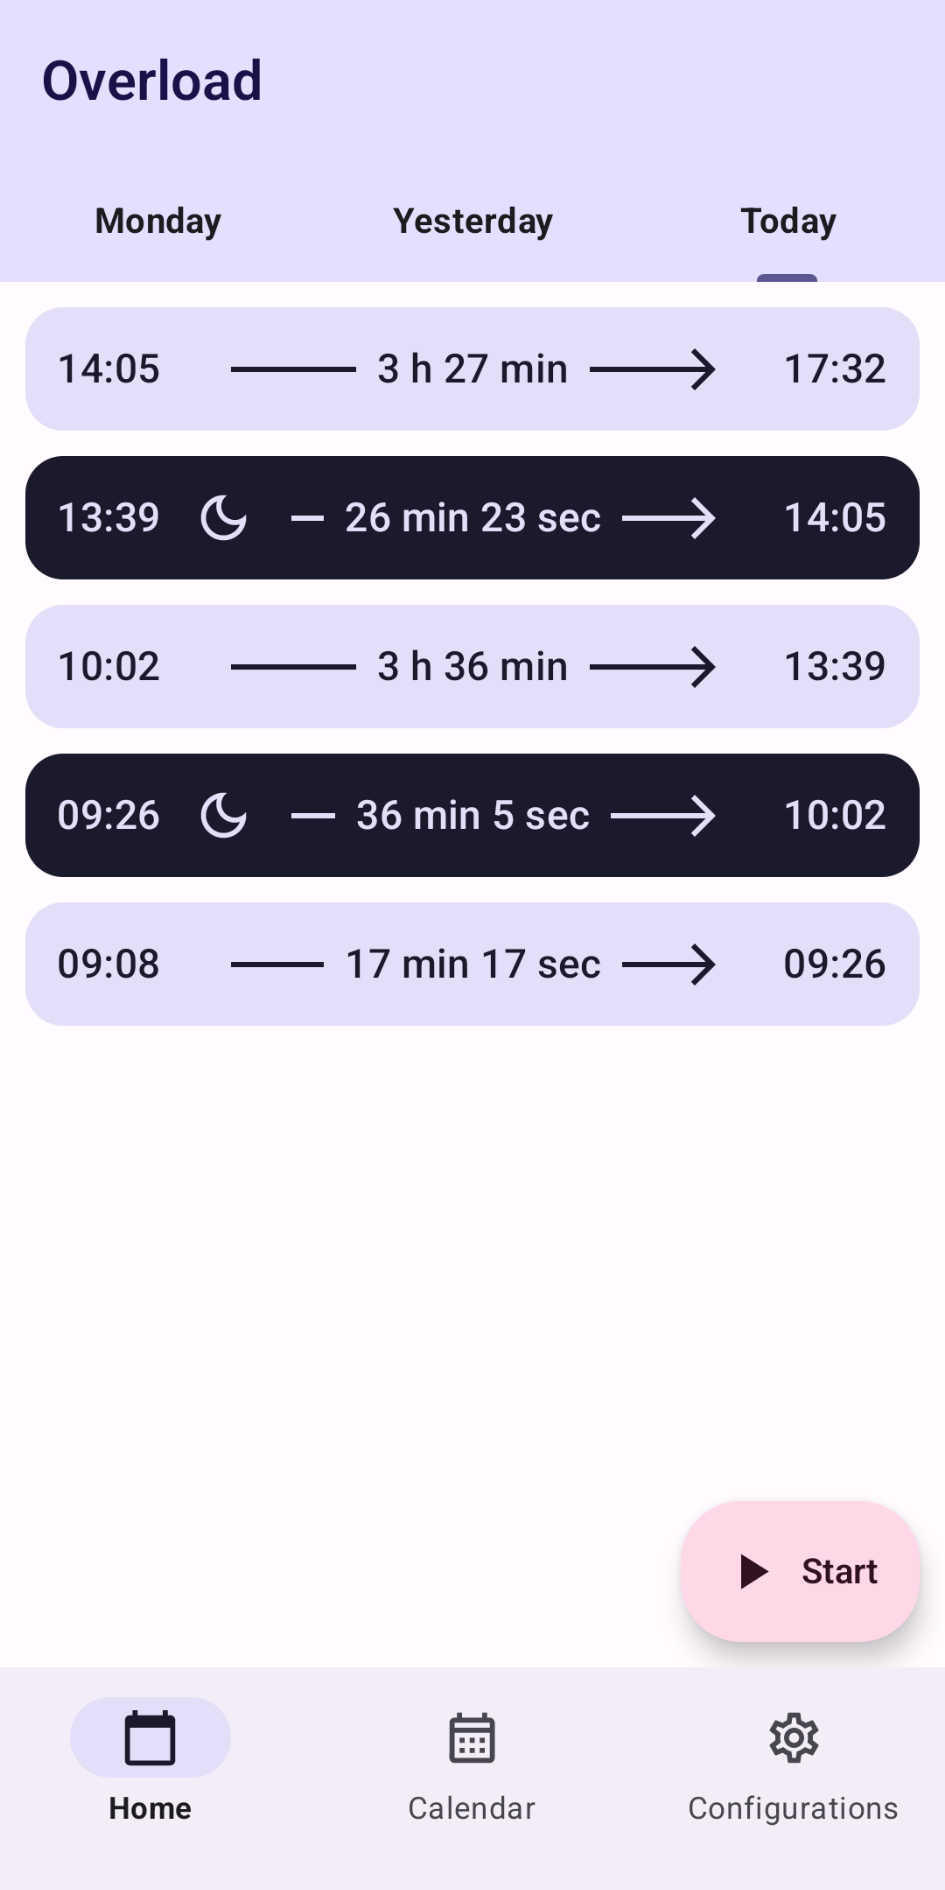 Overload
Monday Yesterday Today
14:05 3 h 27 min 17:32
13:39 26 min 23 sec 14:05
10:02 3 h 36 min 13:39
09:26 36 min 5 sec 10:02
09:08 17 min 17 sec 09:26
Start
Home Calendar Configurations